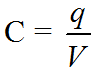 C = q/V